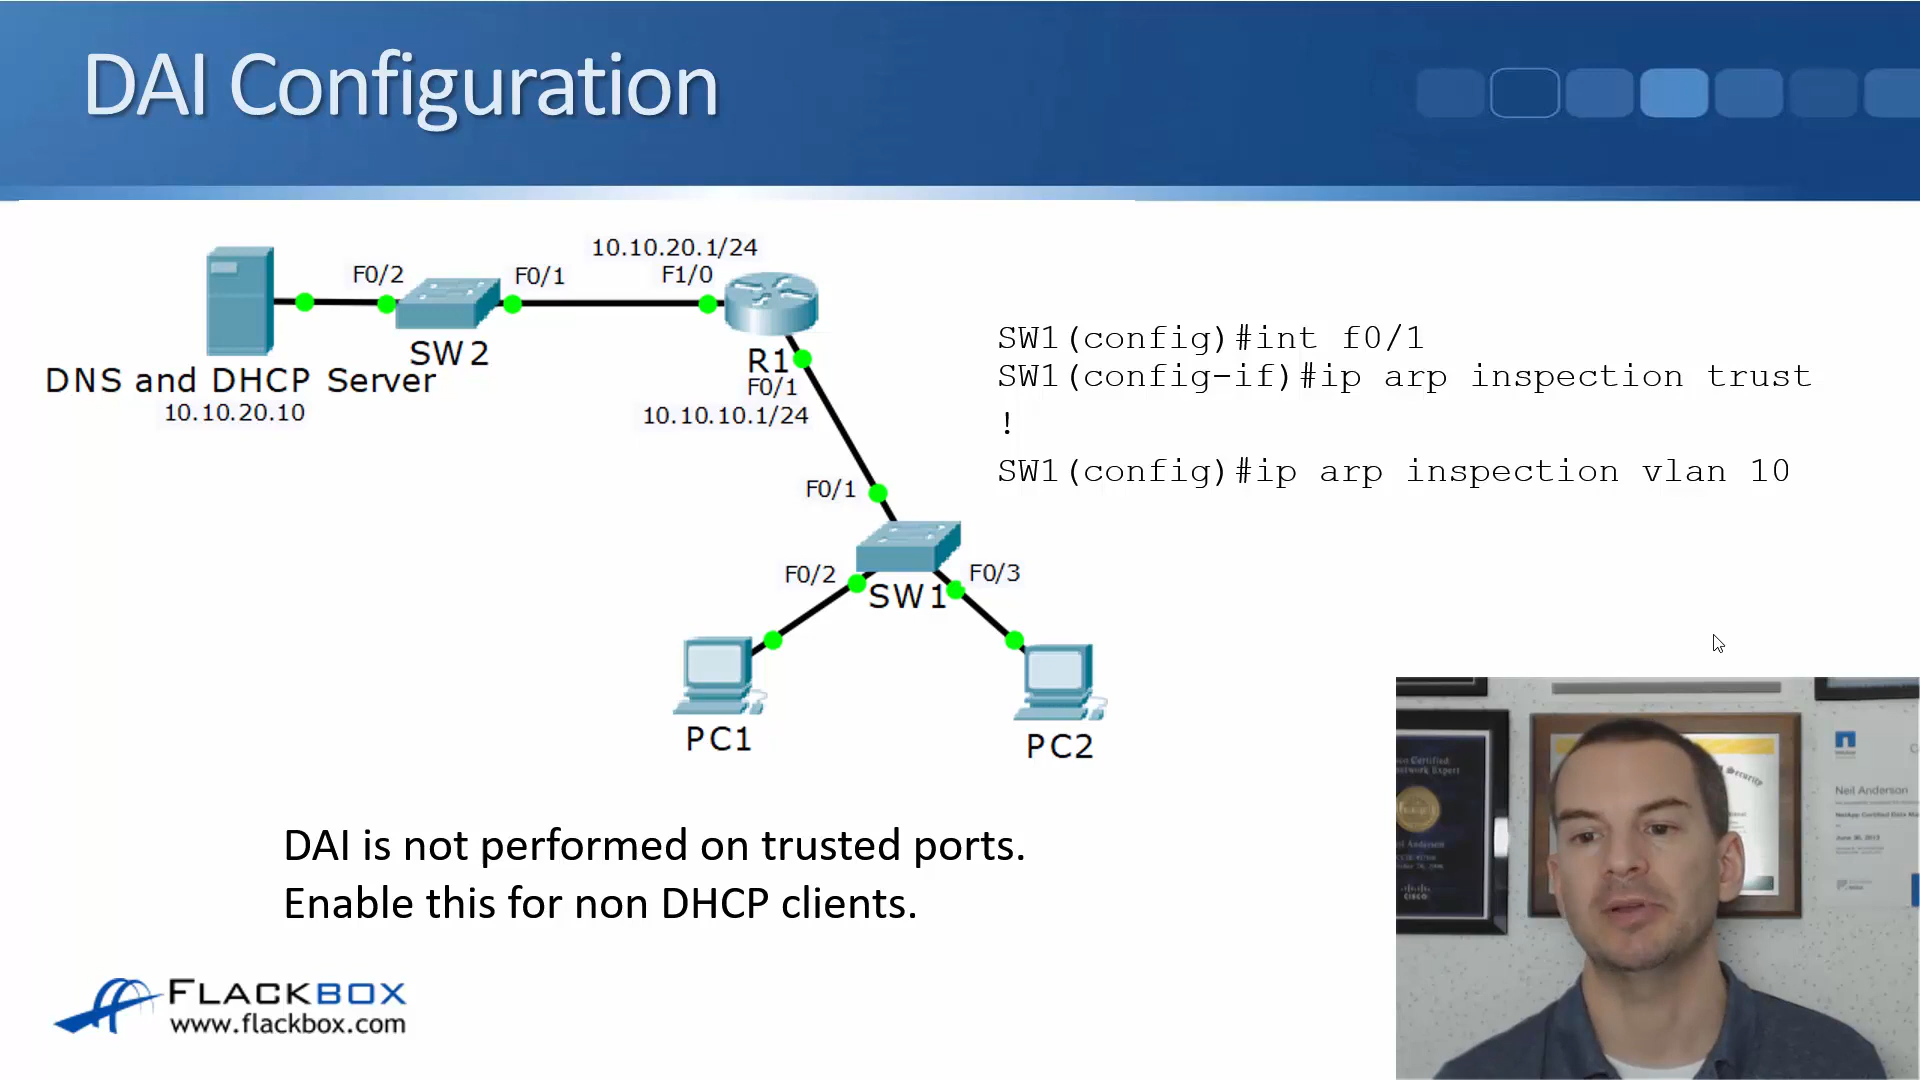 DAI Configuration
10.10.20.1/24
F0/2
F0/1
F1/0
SW2
DNS and DHCP Server
10.10.20.10
R1
F0/1
10.10.10.1/24
SW1(config)#int f0/1
SW1(config-if)#ip arp inspection trust
!
SW1(config)#ip arp inspection vlan 10
F0/1
F0/2
F0/3
SW1
PC1
PC2
DAI is not performed on trusted ports.
Enable this for non DHCP clients.
FLACKBOX
www.flackbox.com
Security
Neil Anderson
CISCO